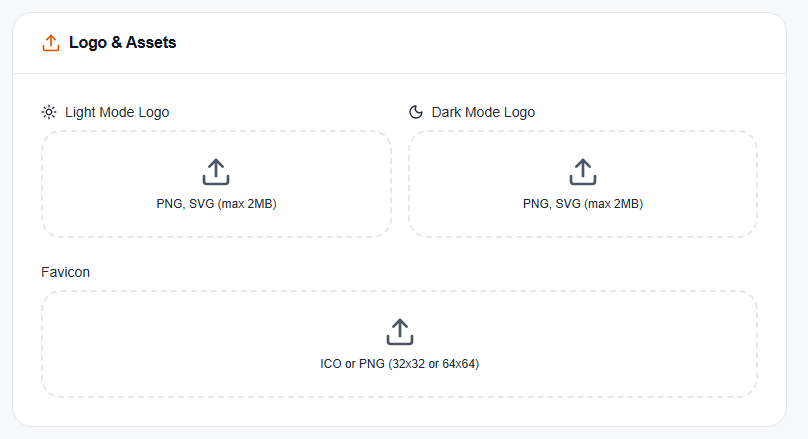 Logo & Assets
Light Mode Logo
Dark Mode Logo
PNG, SVG (max 2MB)
PNG, SVG (max 2MB)
Favicon
ICO or PNG (32x32 or 64x64)